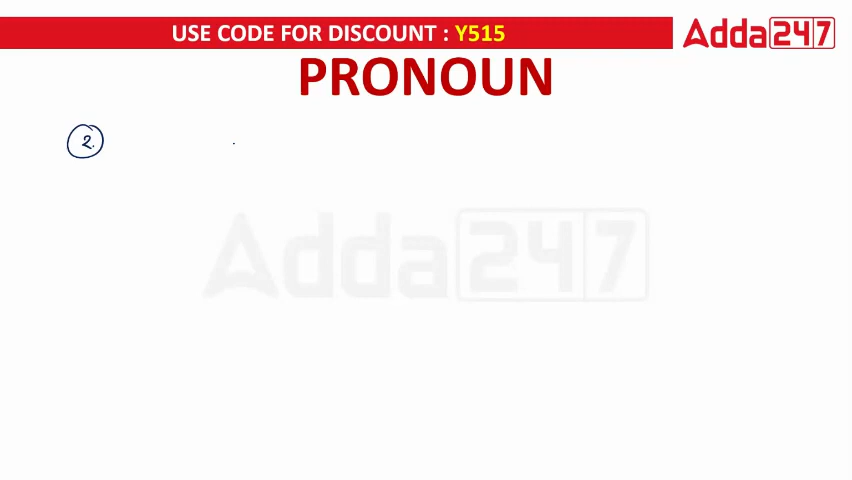 USE CODE FOR DISCOUNT : Y515
Adda247
PRONOUN
2.
Adda247